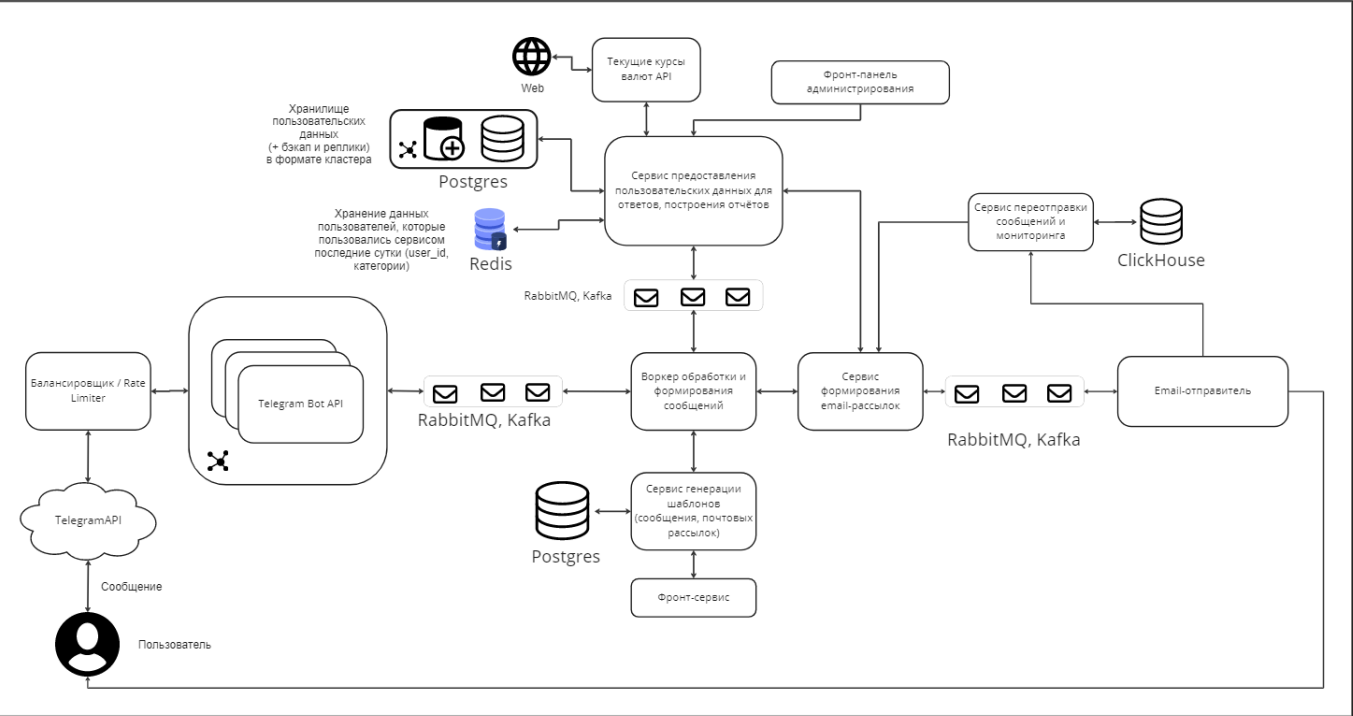 Web
Текущие курсы
валют API
Фронт-панель
администрирования
Хранилище
пользовательских
данных
(+ бэкап и реплики)
в формате кластера
Postgres
Сервис предоставления
пользовательских данных для
ответов, построения отчётов
Хранение данных
пользователей, которые
пользовались сервисом
последние сутки (user_id,
категории)
Redis
Сервис переотправки
сообщений и
мониторинга
ClickHouse
RabbitMQ, Kafka
Балансировщик / Rate
Limiter
Telegram Bot API
RabbitMQ, Kafka
Воркер обработки и
формирования
сообщений
Сервис
формирования
email-рассылок
RabbitMQ, Kafka
Email-отправитель
TelegramAPI
Postgres
Сервис генерации
шаблонов
(сообщения, почтовых
рассылок)
Фронт-сервис
Сообщение
Пользователь